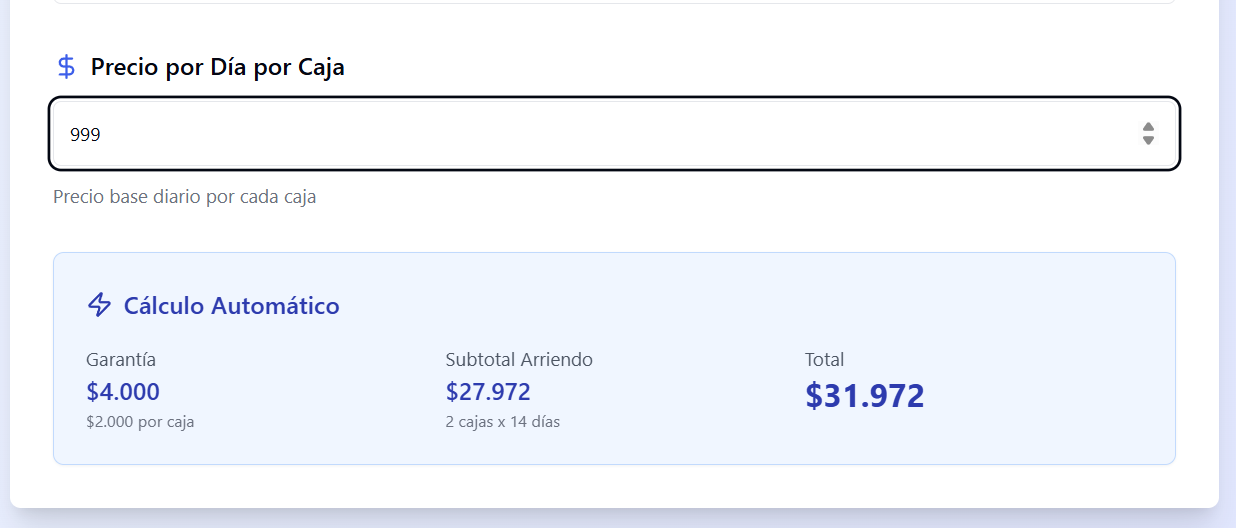 Precio por Día por Caja
999
Precio base diario por cada caja
Cálculo Automático
Garantía
$4.000
$2.000 por caja
Subtotal Arriendo
$27.972
2 cajas x 14 días
Total
$31.972